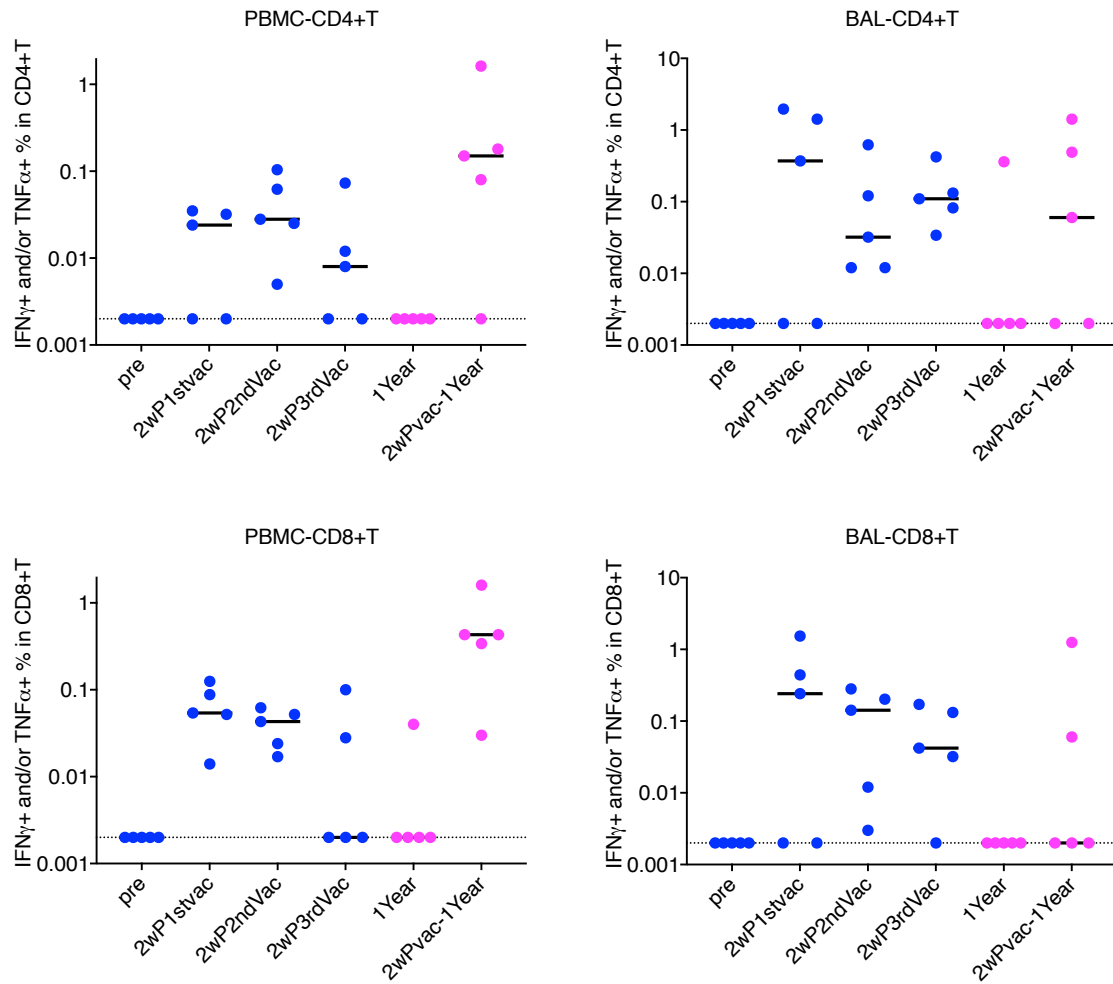 PBMC-CD4+T
IFNγ+ and/or TNFα+ % in CD4+T
1
0.1
0.01
0.001
pre
2wP1stvac
2wP2ndVac
2wP3rdVac
1Year
2wPvac-1Year
BAL-CD4+T
IFNγ+ and/or TNFα+ % in CD4+T
10
1
0.1
0.01
0.001
pre
2wP1stvac
2wP2ndVac
2wP3rdVac
1Year
2wPvac-1Year
PBMC-CD8+T
IFNγ+ and/or TNFα+ % in CD8+T
1
0.1
0.01
0.001
pre
2wP1stvac
2wP2ndVac
2wP3rdVac
1Year
2wPvac-1Year
BAL-CD8+T
IFNγ+ and/or TNFα+ % in CD8+T
10
1
0.1
0.01
0.001
pre
2wP1stvac
2wP2ndVac
2wP3rdVac
1Year
2wPvac-1Year